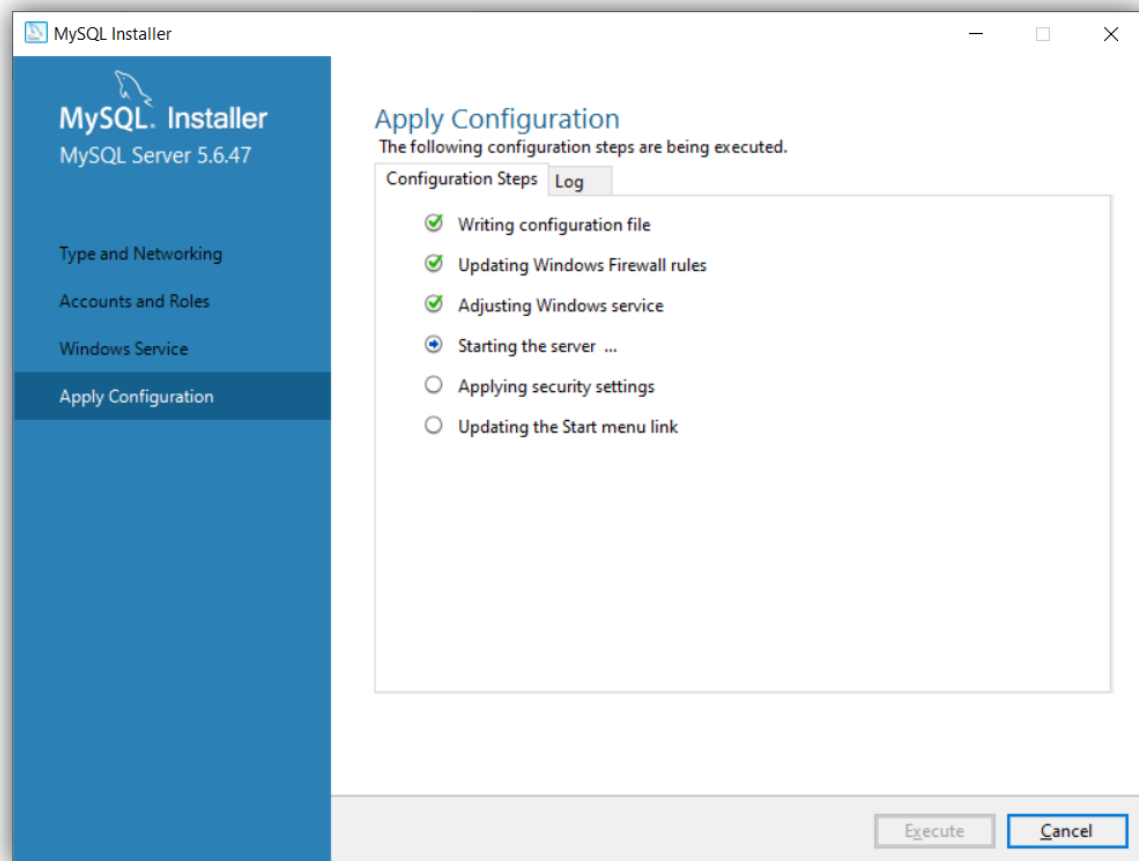 MySQL Installer
MySQL. Installer
MySQL Server 5.6.47
Type and Networking
Accounts and Roles
Windows Service
Apply Configuration
Apply Configuration
The following configuration steps are being executed.
Configuration Steps
Log
Writing configuration file
Updating Windows Firewall rules
Adjusting Windows service
Starting the server ...
Applying security settings
Updating the Start menu link
Execute
Cancel